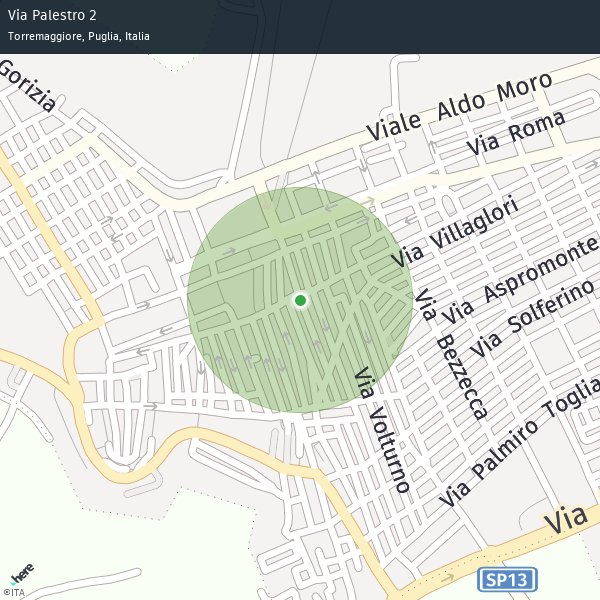 Via Palestro 2
Torremaggiore, Puglia, Italia
Gorizia
Viale Aldo Moro
Via Roma
Via Villaglori
Via Aspromonte
Via Solferino
Via Bezzecca
Via Volturno
Via Palmiro Toglia
Via
SP13
here
©ITA